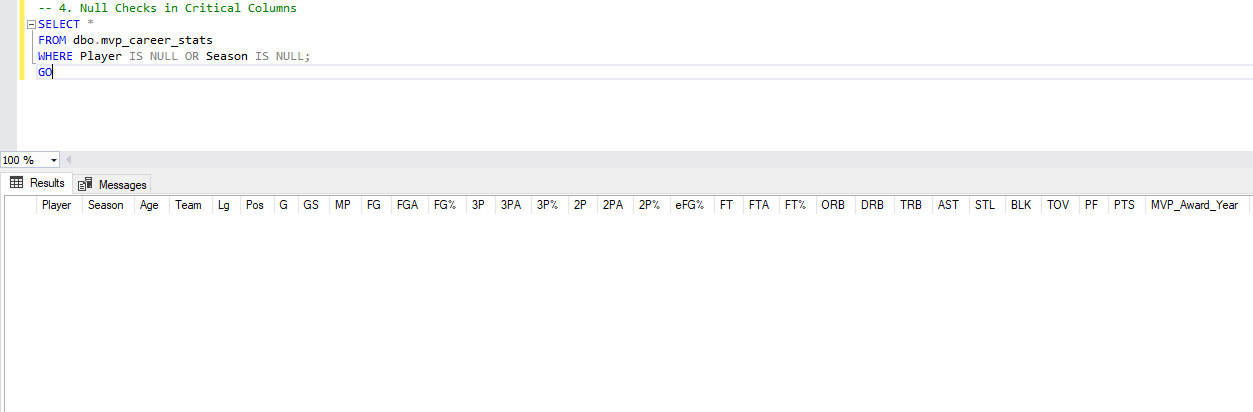 -- 4. Null Checks in Critical Columns
SELECT *
FROM dbo.mvp_career_stats
WHERE Player IS NULL OR Season IS NULL;
GO
100 %
Results Messages
Player Season Age Team Lg Pos G GS MP FG FGA FG% 3P 3PA 3P% 2P 2PA 2P% eFG% FT FTA FT% ORB DRB TRB AST STL BLK TOV PF PTS MVP_Award_Year